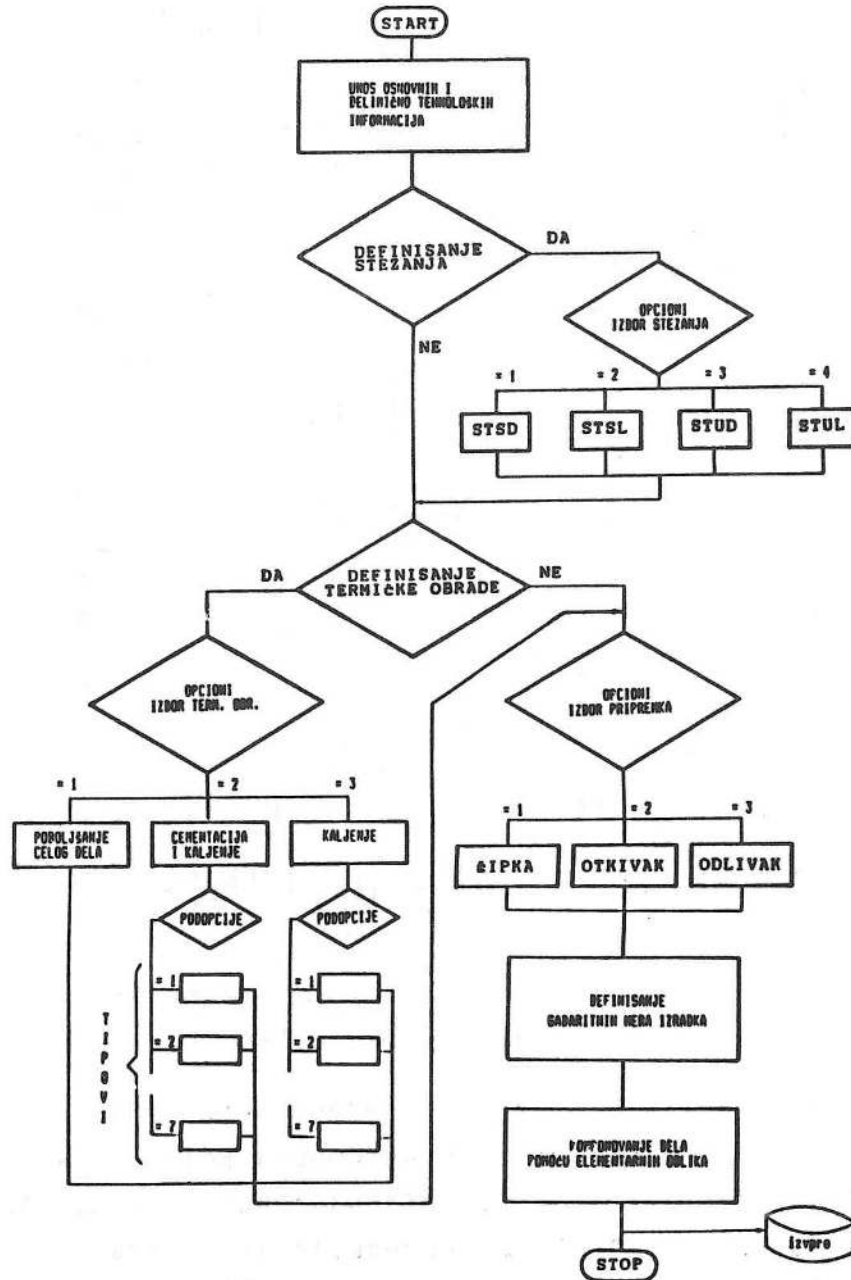 START
UNOS OSNOVNIH I
DELIMIČNO TEHNOLOŠKIH
INFORMACIJA
DEFINISANJE
STEZANJA
DA
NE
OPCIONI
IZBOR STEZANJA
= 1
= 2
= 3
= 4
STSD
STSL
STUD
STUL
DEFINISANJE
TERMIČKE OBRADE
DA
NE
OPCIONI
IZBOR TERM. OBR.
OPCIONI
IZBOR PRIPREMKA
= 1
= 2
= 3
POBOLJŠANJE
CELOG DELA
CEMENTACIJA
I KALJENJE
KALJENJE
= 1
= 2
= 3
ŠIPKA
OTKIVAK
ODLIVAK
PODOPCIJE
PODOPCIJE
TIPOVI
= 1
= 2
= 7
= 1
= 2
= 7
DEFINISANJE
GABARITNIH MERA IZRADKA
DELA
POMOĆU ELEMENTARNIH OBLIKA
izvpro
STOP